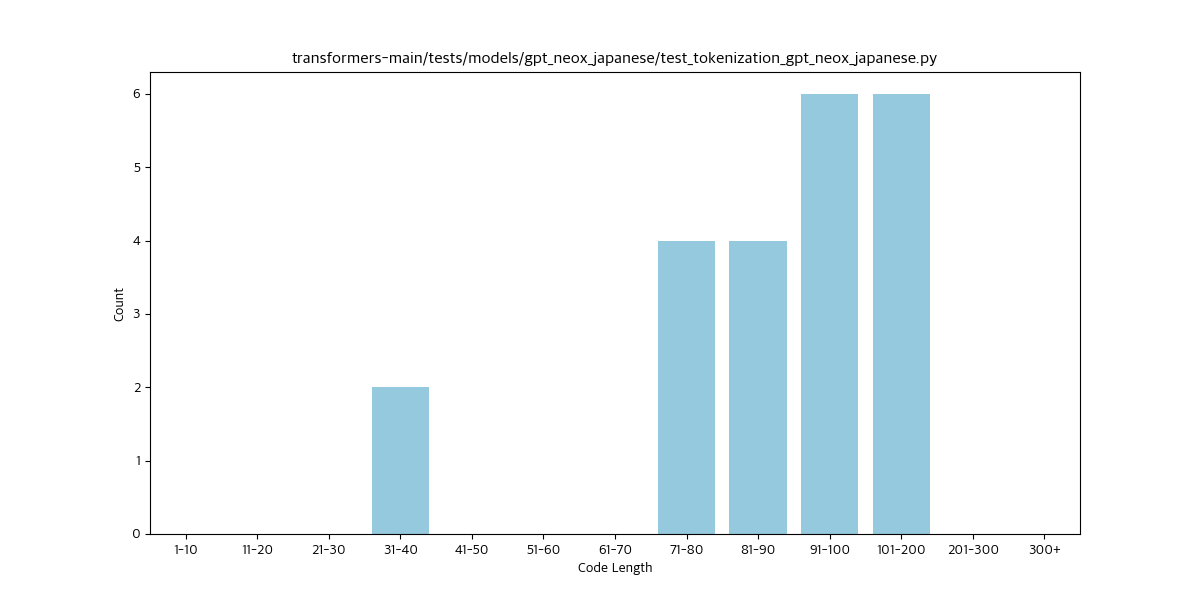 transformers-main/tests/models/gpt_neox_japanese/test_tokenization_gpt_neox_japanese.py
6
5
4
3
2
1
0
Count
1-10 11-20 21-30 31-40 41-50 51-60 61-70 71-80 81-90 91-100 101-200 201-300 300+
Code Length